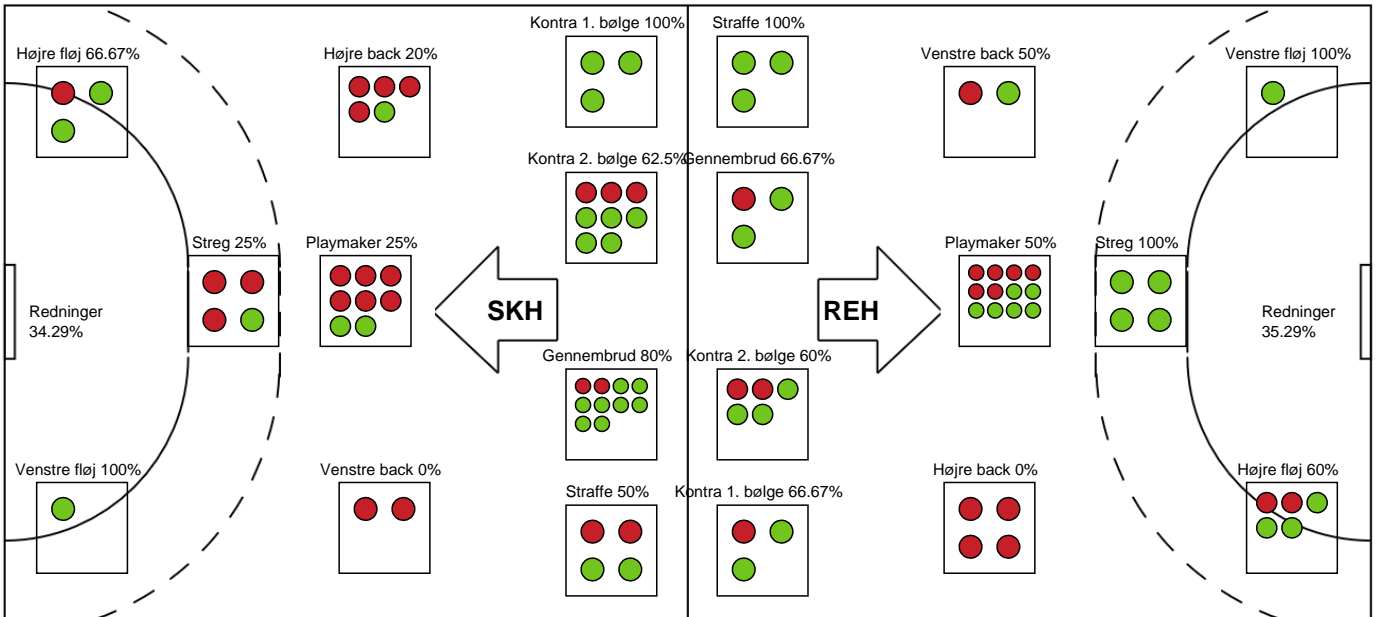 Kontra 1. bølge 100%
Straffe 100%
Højre fløj 66.67%
Højre back 20%
Venstre back 50%
Venstre fløj 100%
Kontra 2. bølge 62.5%
Gennembrud 66.67%
Streg 25%
Playmaker 25%
Playmaker 50%
Streg 100%
Redninger
34.29%
SKH
REH
Redninger
35.29%
Gennembrud 80%
Kontra 2. bølge 60%
Venstre fløj 100%
Venstre back 0%
Højre back 0%
Højre fløj 60%
Straffe 50%
Kontra 1. bølge 66.67%